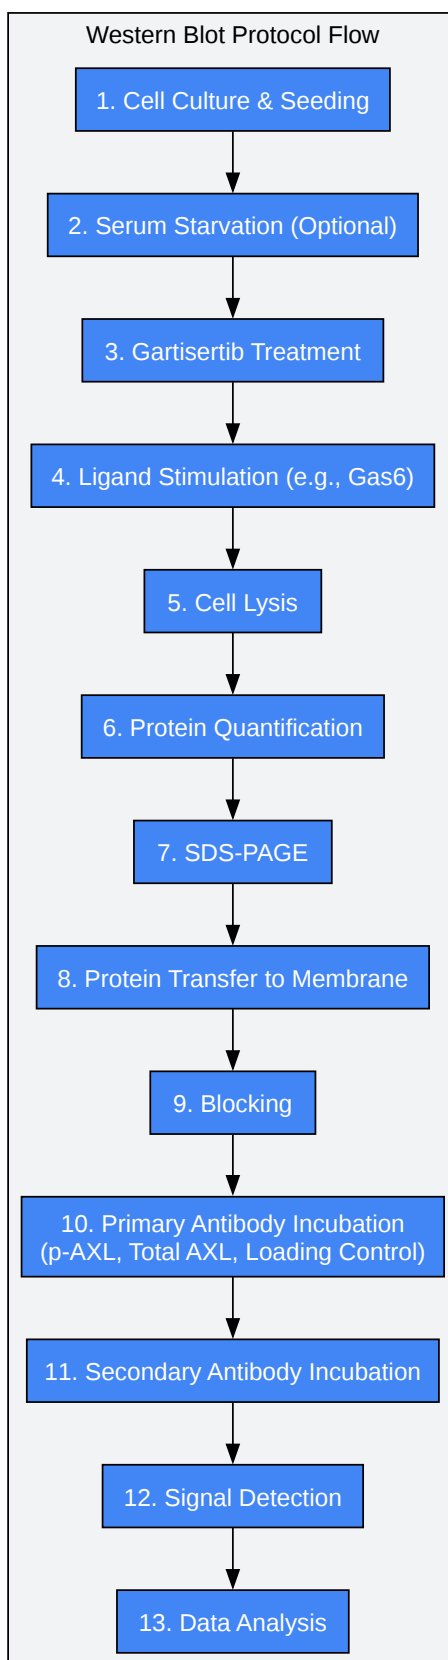 Western Blot Protocol Flow
1. Cell Culture & Seeding
2. Serum Starvation (Optional)
3. Gartisertib Treatment
4. Ligand Stimulation (e.g., Gas6)
5. Cell Lysis
6. Protein Quantification
7. SDS-PAGE
8. Protein Transfer to Membrane
9. Blocking
10. Primary Antibody Incubation
(p-AXL, Total AXL, Loading Control)
11. Secondary Antibody Incubation
12. Signal Detection
13. Data Analysis